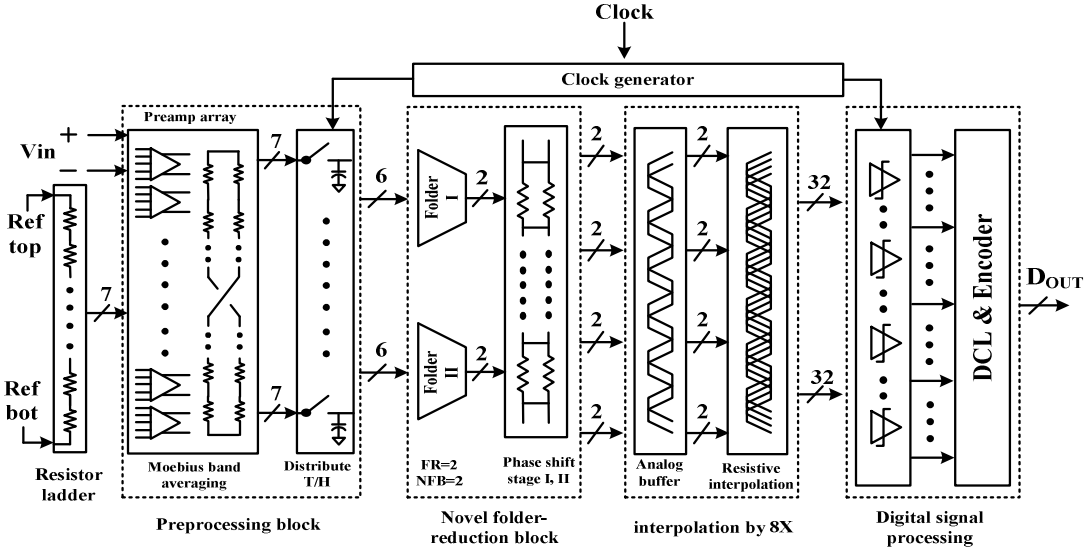 Clock
Clock generator
Preamp array
Vin
+
−
7
7
7
Ref
top
Ref
bot
Resistor
ladder
Moebius band
averaging
Distribute
T/H
Preprocessing block
6
6
Folder
I
Folder
II
2
2
FR=2
NFB=2
Phase shift
stage I, II
Novel folder-
reduction block
2
2
2
2
2
2
2
2
Analog
buffer
Resistive
interpolation
interpolation by 8X
32
32
DCL & Encoder
DOUT
Digital signal
processing